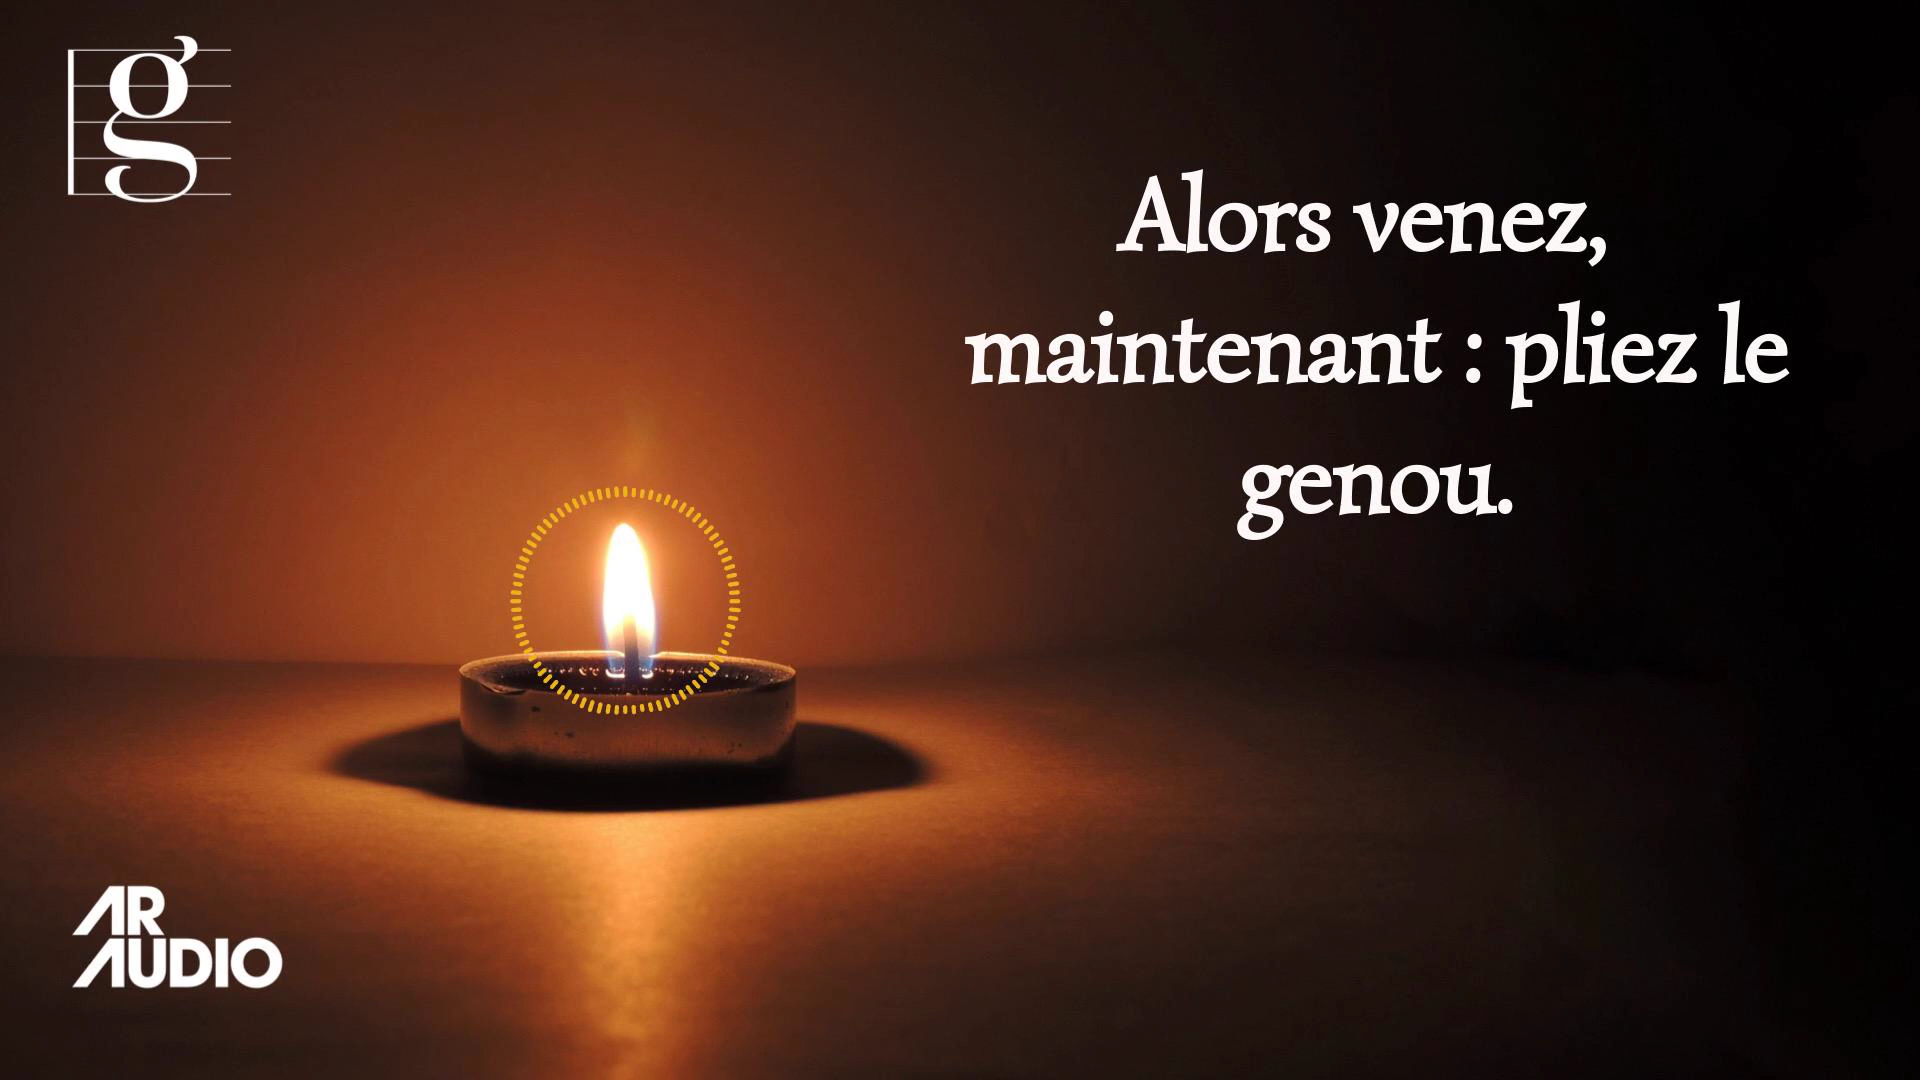 g
Alors venez,
maintenant : pliez le
genou.
AR
AUDIO